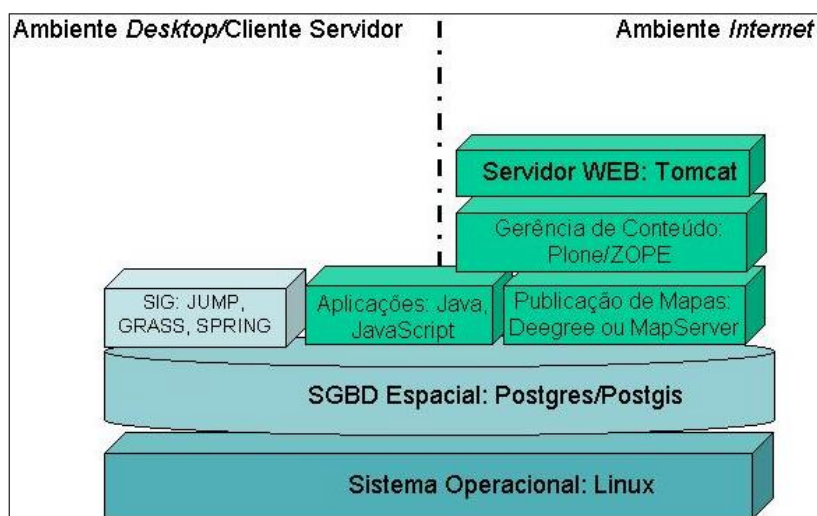 Ambiente Desktop/Cliente Servidor
Ambiente Internet
Servidor WEB: Tomcat
Gerência de Conteúdo:
Plone/ZOPE
SIG: JUMP,
GRASS, SPRING
Aplicações: Java,
JavaScript
Publicação de Mapas:
Deegree ou MapServer
SGBD Espacial: Postgres/Postgis
Sistema Operacional: Linux